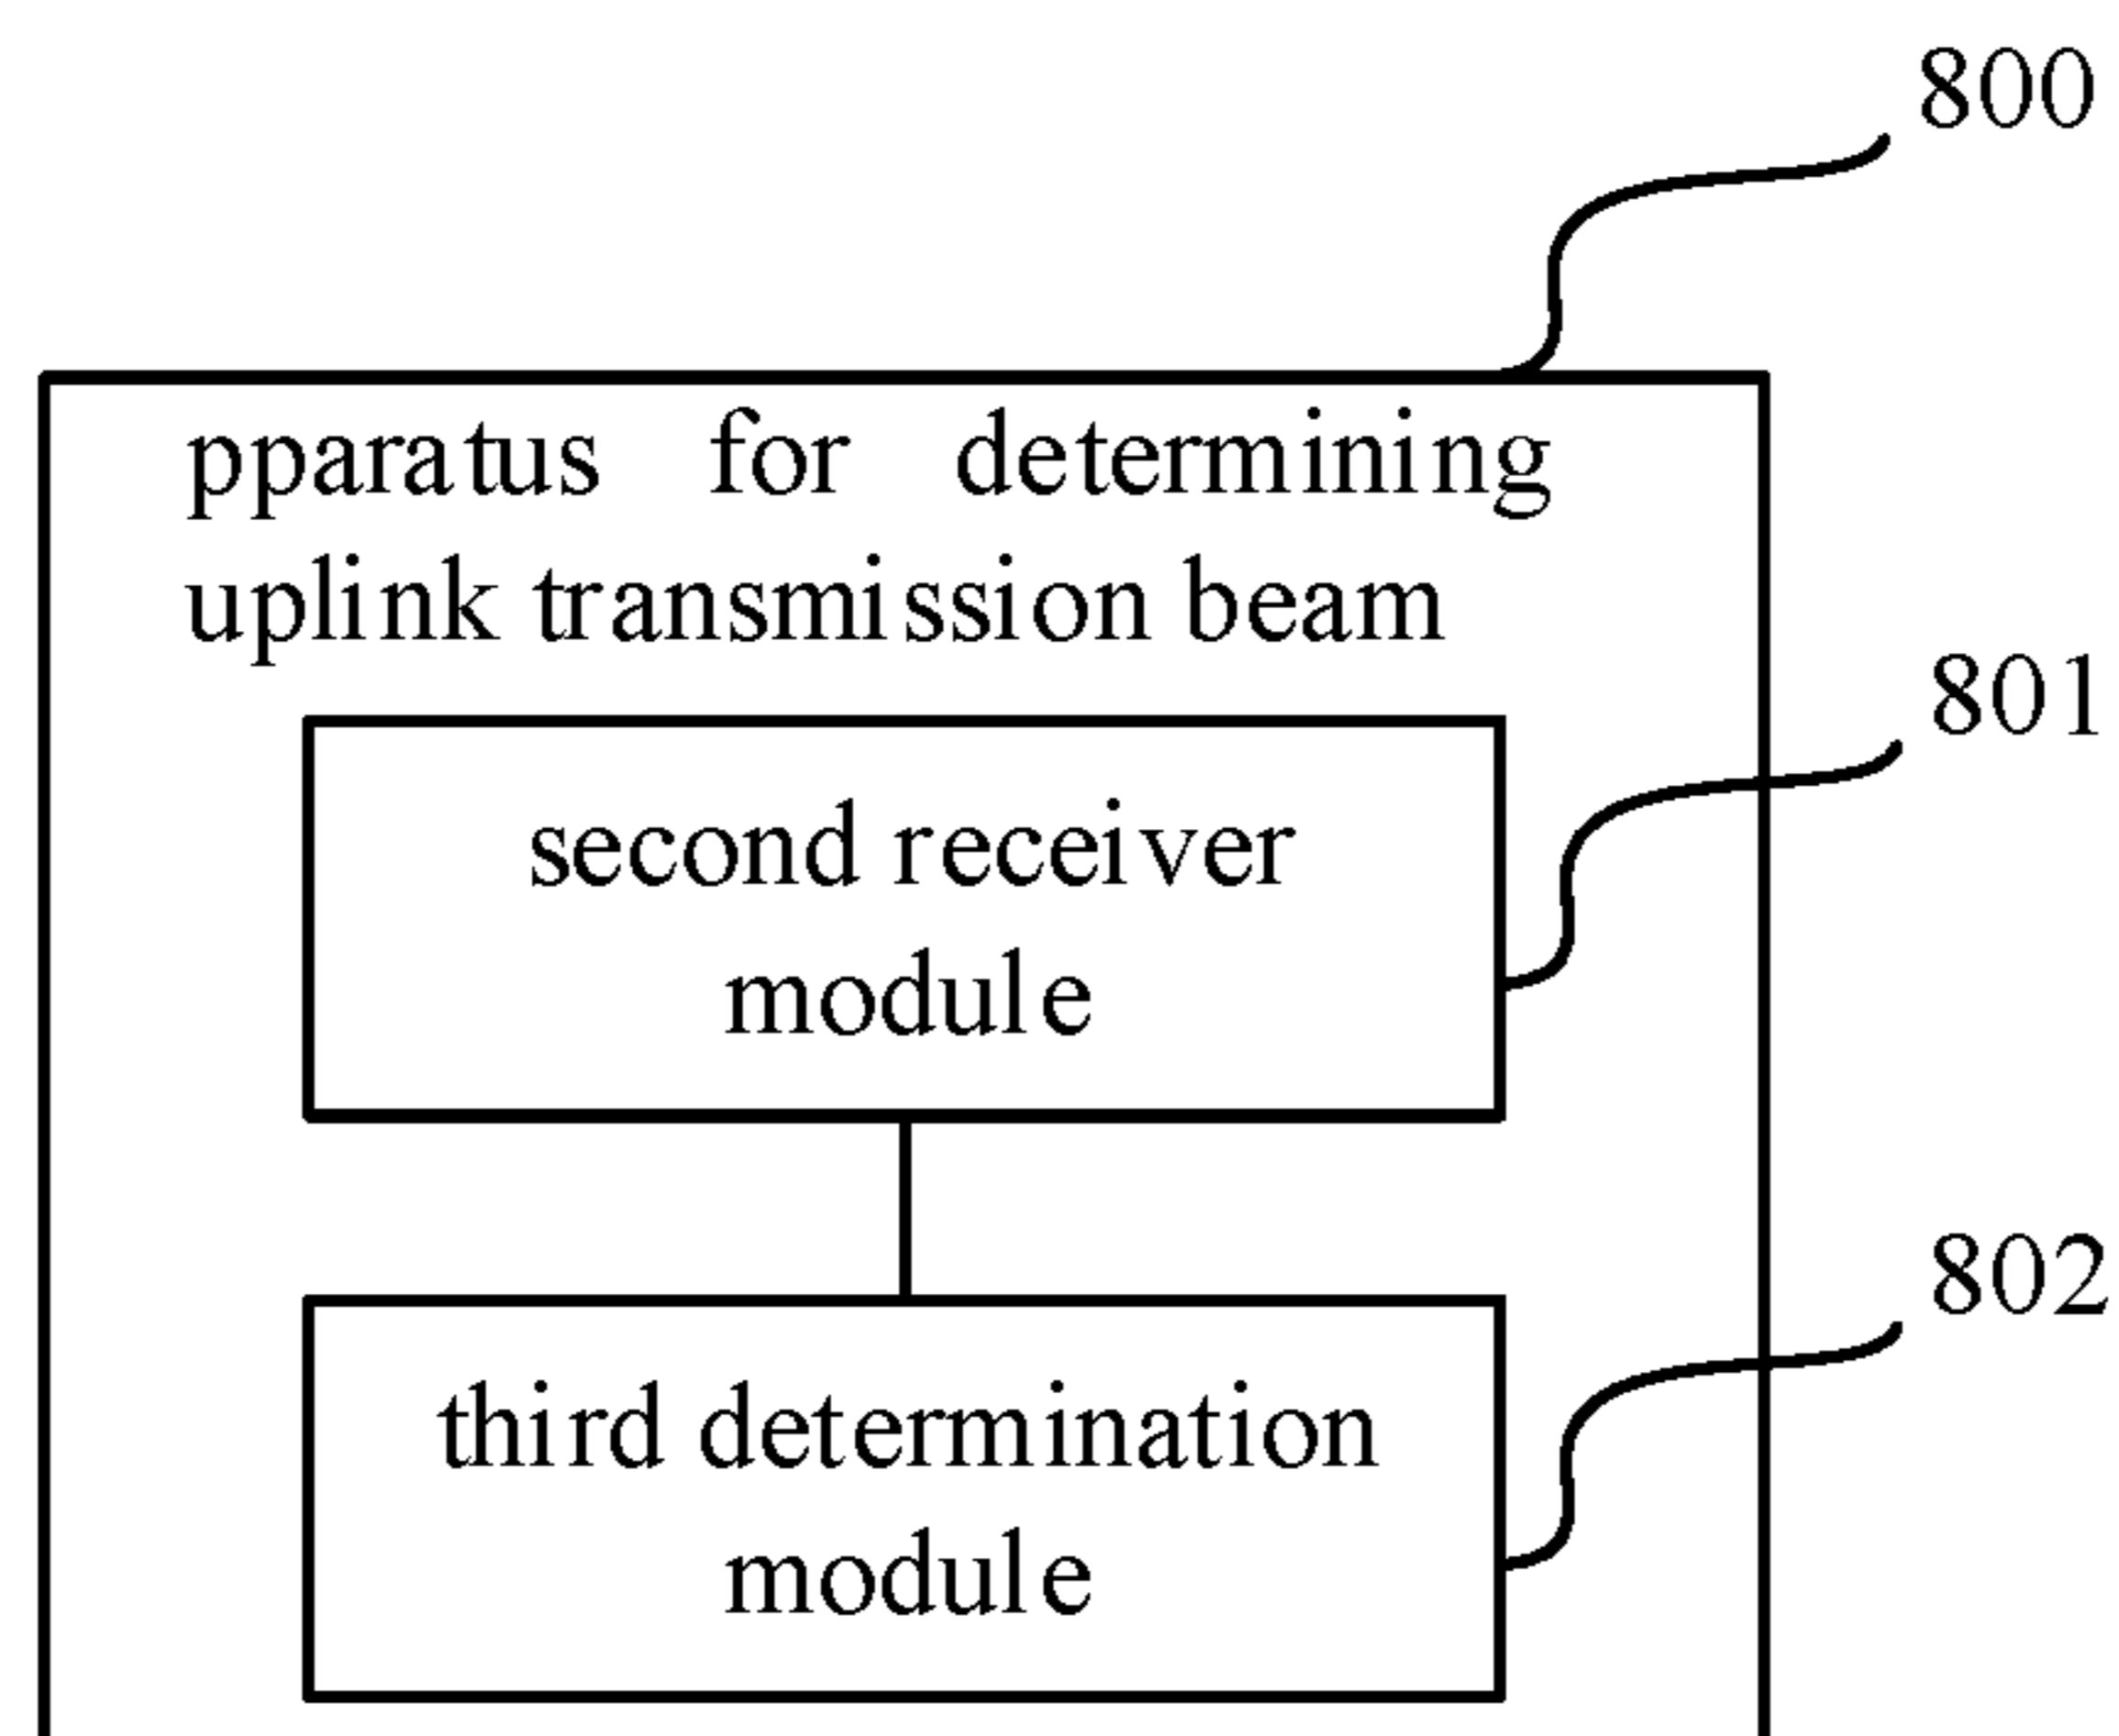 800
pparatus for determining
uplink transmission beam
801
second receiver
module
802
third determination
module